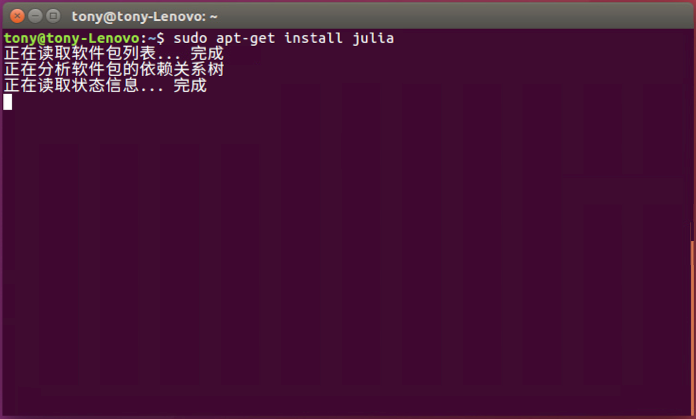 tony@tony-Lenovo: ~
tony@tony-Lenovo:~$ sudo apt-get install julia
正在读取软件包列表... 完成
正在分析软件包的依赖关系树
正在读取状态信息... 完成